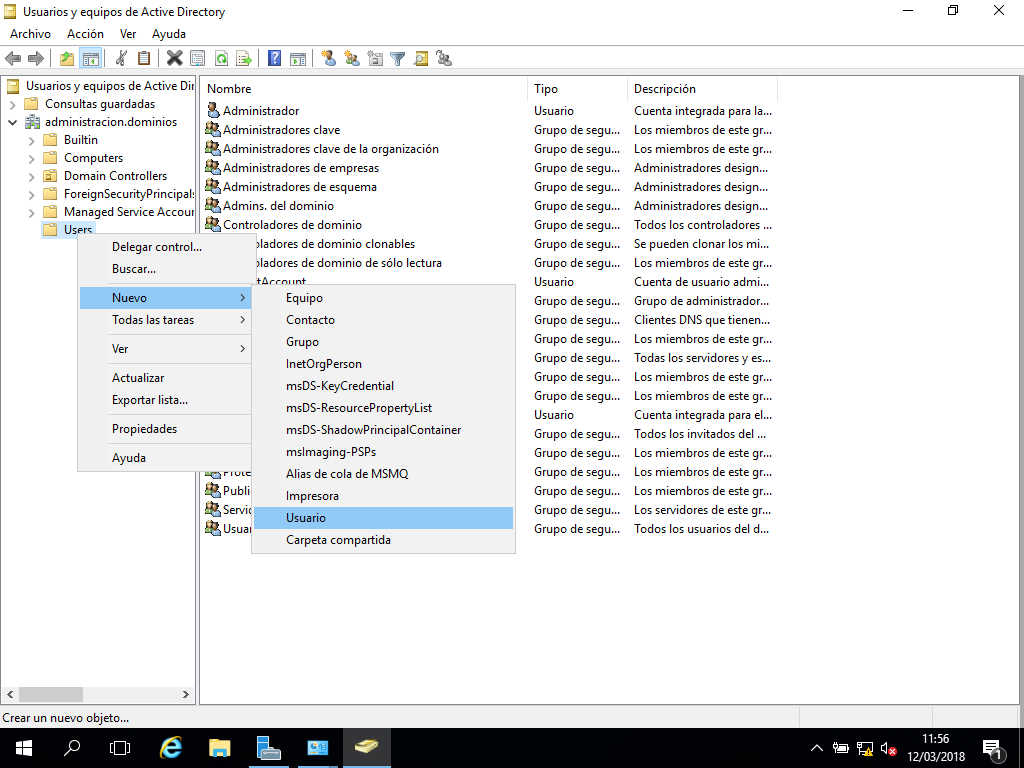 Usuarios y equipos de Active Directory
Archivo Acción Ver Ayuda
Usuarios y equipos de Active Dir
Consultas guardadas
administracion.dominios
Builtin
Computers
Domain Controllers
ForeignSecurityPrincipals
Managed Service Accour
Users
Nombre Tipo Descripción
Administrador Usuario Cuenta integrada para la...
Administradores clave Grupo de segu... Los miembros de este gr...
Administradores clave de la organización Grupo de segu... Los miembros de este gr...
Administradores de empresas Grupo de segu... Administradores design...
Administradores de esquema Grupo de segu... Administradores design...
Admins. del dominio Grupo de segu... Administradores design...
Controladores de dominio Grupo de segu... Todos los controladores ...
oladores de dominio clonables Grupo de segu... Se pueden clonar los mi...
oladores de dominio de sólo lectura Grupo de segu... Los miembros de este gr...
tAccount Usuario Cuenta de usuario admi...
Grupo de segu... Grupo de administrador...
Grupo de segu... Clientes DNS que tienen...
Grupo de segu... Los miembros de este gr...
Grupo de segu... Todas los servidores y es...
Grupo de segu... Los miembros de este gr...
Grupo de segu... Los miembros de este gr...
Usuario Cuenta integrada para el...
Grupo de segu... Todos los invitados del ...
Grupo de segu... Los miembros de este gr...
Prote Grupo de segu... Los miembros de este gr...
Publi Grupo de segu... Los miembros de este gr...
Servic Grupo de segu... Los servidores de este gr...
Usuar Grupo de segu... Todos los usuarios del d...
Delegar control...
Buscar...
Nuevo
Todas las tareas
Ver
Actualizar
Exportar lista...
Propiedades
Ayuda
Equipo
Contacto
Grupo
InetOrgPerson
msDS-KeyCredential
msDS-ResourcePropertyList
msDS-ShadowPrincipalContainer
msImaging-PSPs
Alias de cola de MSMQ
Impresora
Usuario
Carpeta compartida
Crear un nuevo objeto...
11:56
12/03/2018
1